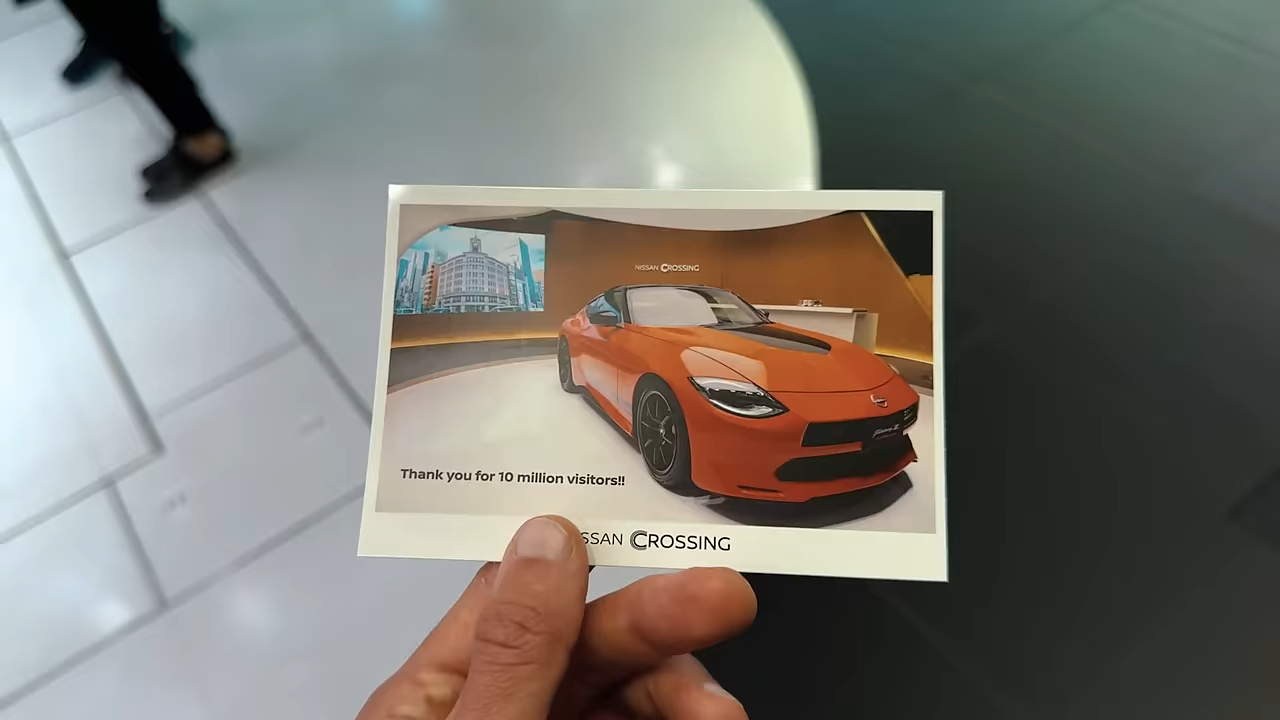 NISSAN CROSSING
Thank you for 10 million visitors!!
SSAN CROSSING